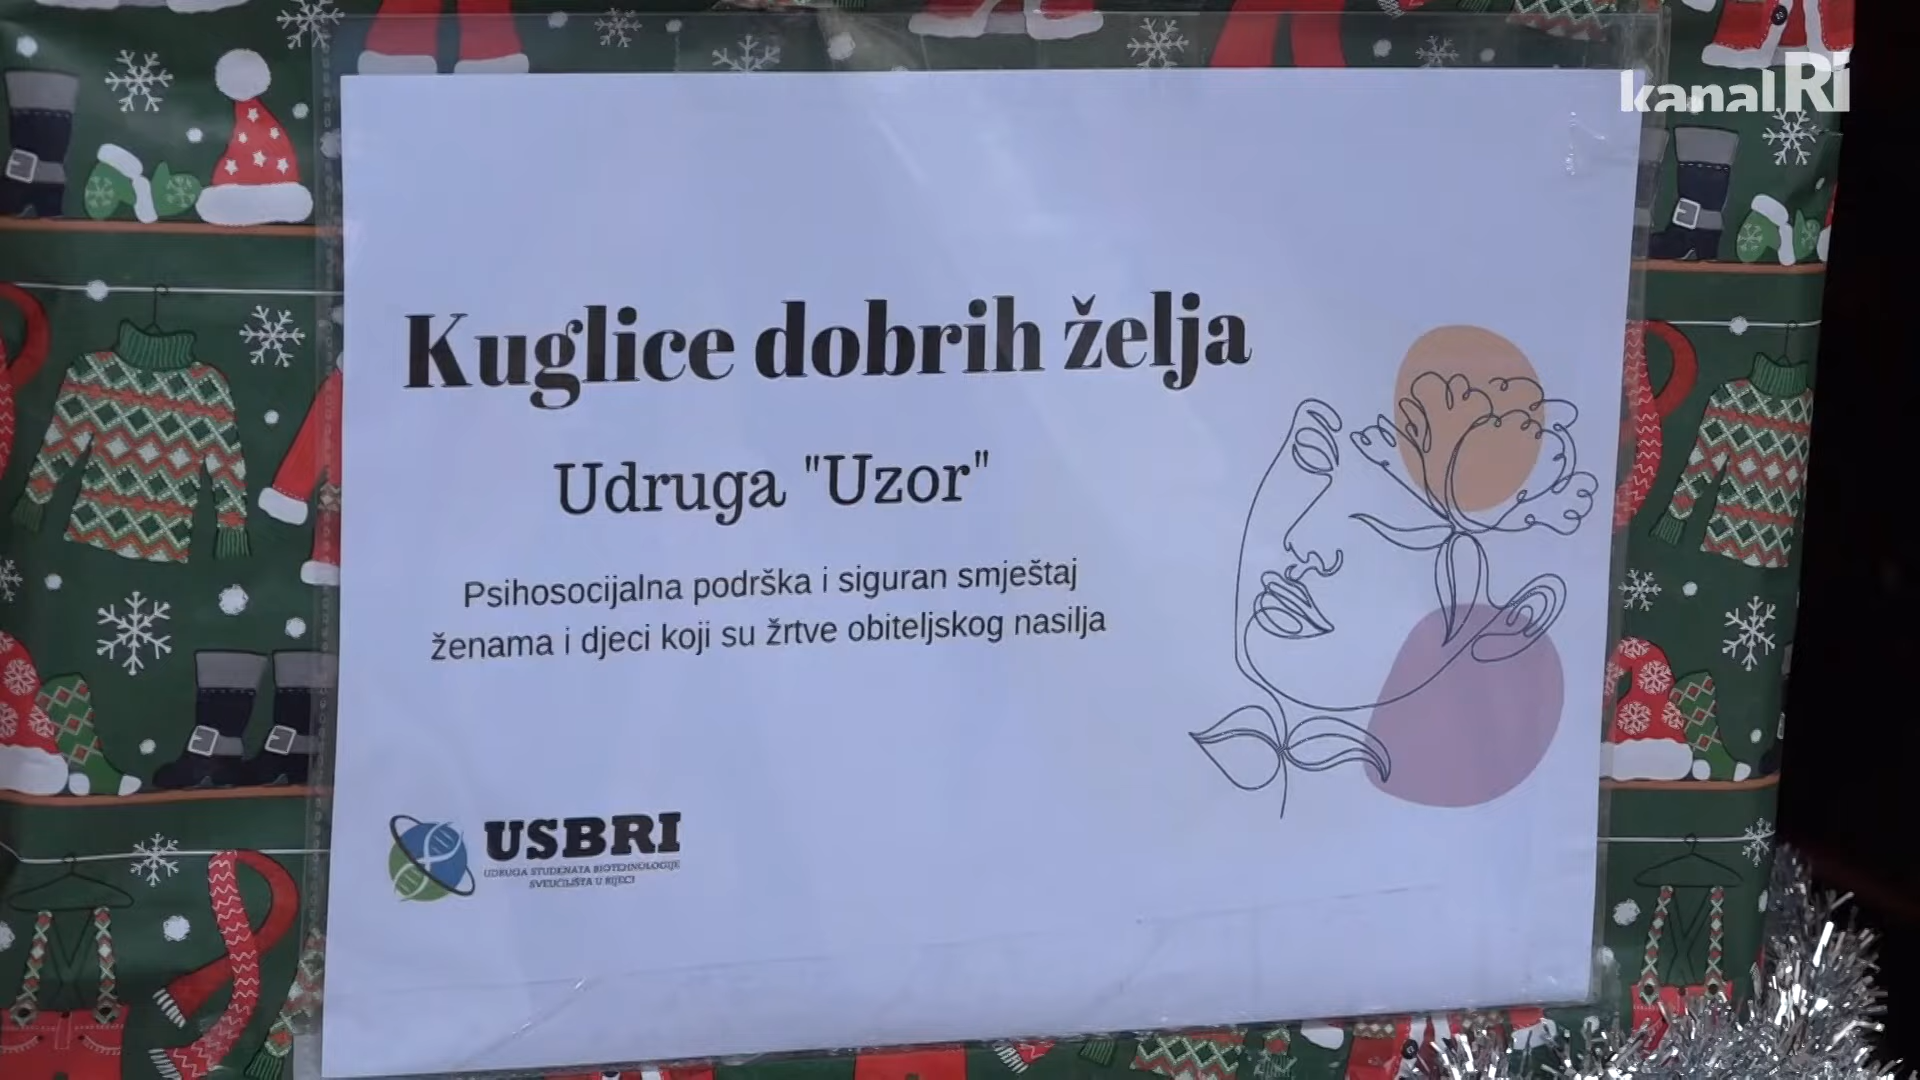 kanalRi
Kuglice dobrih želja
Udruga "Uzor"
Psihosocijalna podrška i siguran smještaj
ženama i djeci koji su žrtve obiteljskog nasilja
USBRI
UDRUGA STUDENATA BIOTEHNOLOGIJE
SVEUČILIŠTA U RIJECI